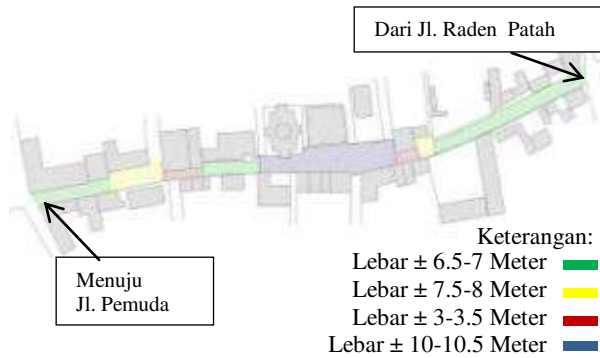 Dari Jl. Raden Patah
Menuju
Jl. Pemuda
Keterangan:
Lebar ± 6.5-7 Meter
Lebar ± 7.5-8 Meter
Lebar ± 3-3.5 Meter
Lebar ± 10-10.5 Meter